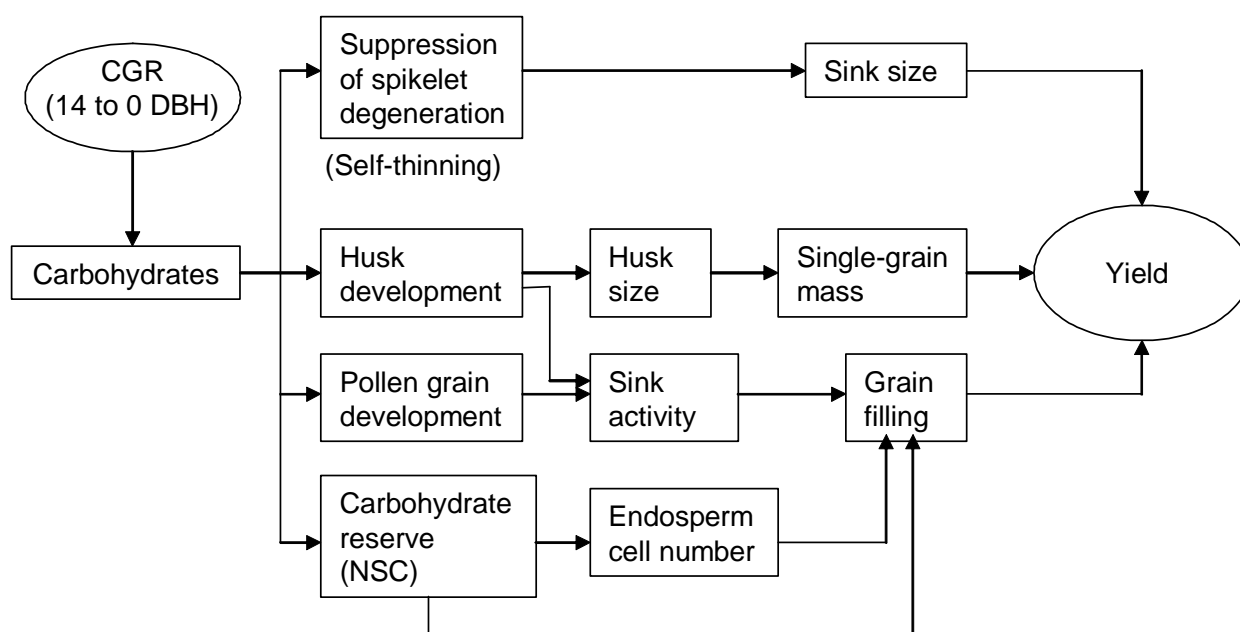 CGR
(14 to 0 DBH)
Carbohydrates
Suppression
of spikelet
degeneration
(Self-thinning)
Sink size
Husk
development
Husk
size
Single-grain
mass
Yield
Pollen grain
development
Sink
activity
Grain
filling
Carbohydrate
reserve
(NSC)
Endosperm
cell number